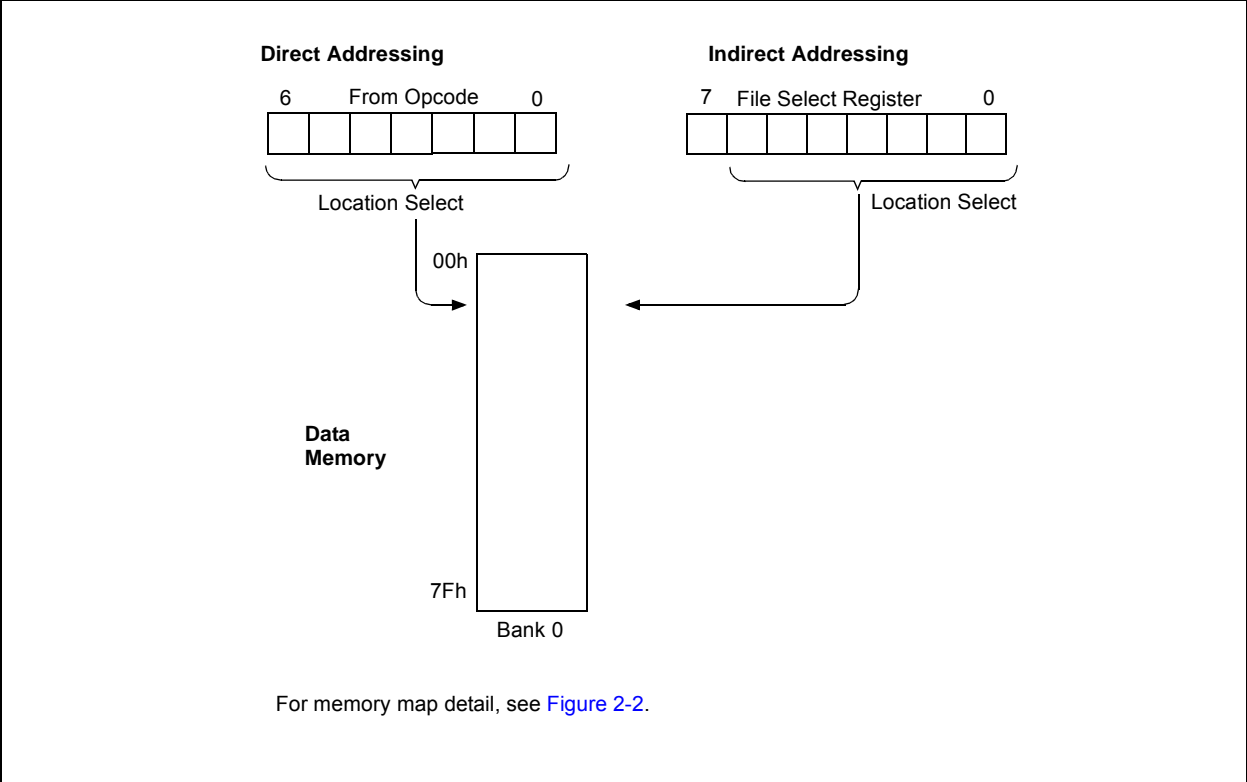 Direct Addressing
Indirect Addressing
6 From Opcode 0
7 File Select Register 0
Location Select
Location Select
00h
Data
Memory
7Fh
Bank 0
For memory map detail, see Figure 2-2.